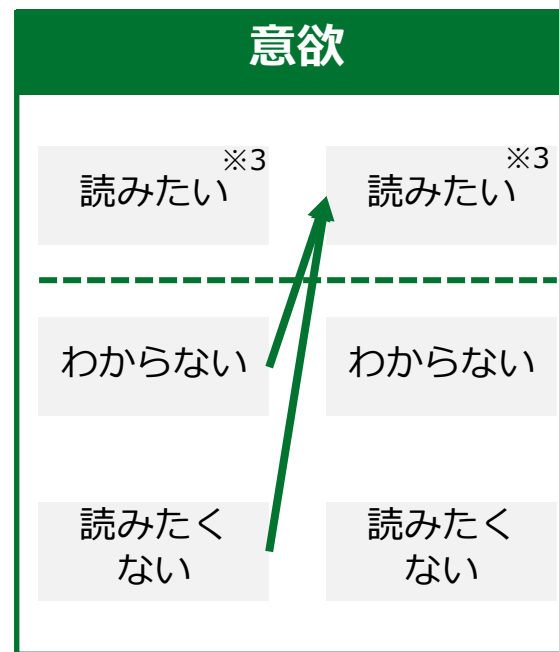 意欲
読みたい ※3
読みたい ※3
わからない
わからない
読みたく
ない
読みたく
ない